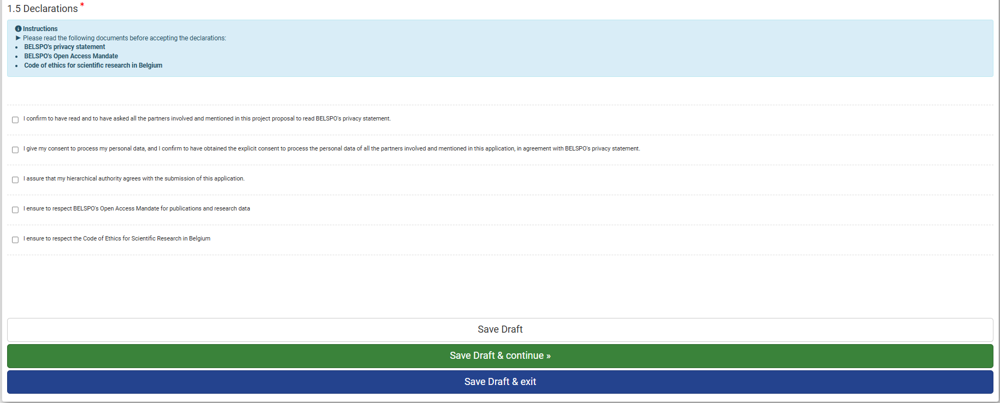 1.5 Declarations *
Instructions
► Please read the following documents before accepting the declarations:
• BELSPO's privacy statement
• BELSPO's Open Access Mandate
• Code of ethics for scientific research in Belgium
I confirm to have read and to have asked all the partners involved and mentioned in this project proposal to read BELSPO's privacy statement.
I give my consent to process my personal data, and I confirm to have obtained the explicit consent to process the personal data of all the partners involved and mentioned in this application, in agreement with BELSPO's privacy statement.
I assure that my hierarchical authority agrees with the submission of this application.
I ensure to respect BELSPO's Open Access Mandate for publications and research data
I ensure to respect the Code of Ethics for Scientific Research in Belgium
Save Draft
Save Draft & continue »
Save Draft & exit